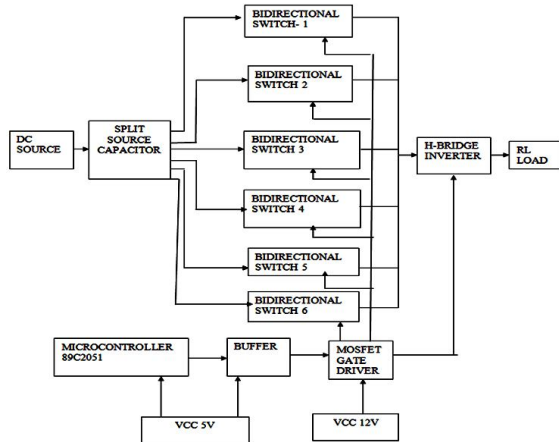 BIDIRECTIONAL
SWITCH- 1
BIDIRECTIONAL
SWITCH 2
SPLIT
SOURCE
CAPACITOR
DC
SOURCE
BIDIRECTIONAL
SWITCH 3
H-BRIDGE
INVERTER
RL
LOAD
BIDIRECTIONAL
SWITCH 4
BIDIRECTIONAL
SWITCH 5
BIDIRECTIONAL
SWITCH 6
MICROCONTROLLER
89C2051
BUFFER
MOSFET
GATE
DRIVER
VCC 5V
VCC 12V